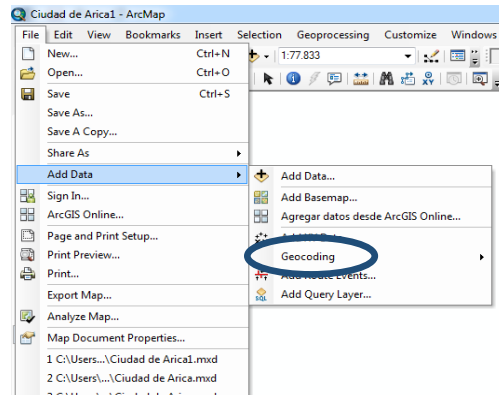 Ciudad de Arica1 - ArcMap
File Edit View Bookmarks Insert Selection Geoprocessing Customize Windows
New... Ctrl+N
1:77.833
Open... Ctrl+O
Save Ctrl+S
Save As...
Save A Copy...
Share As
Add Data
Add Data...
Sign In...
Add Basemap...
ArcGIS Online...
Agregar datos desde ArcGIS Online...
Page and Print Setup...
Print Preview...
Geocoding
Print...
Add Route Events...
Export Map...
Add Query Layer...
Analyze Map...
Map Document Properties...
1 C:\Users...\Ciudad de Arica1.mxd
2 C:\Users\...\Ciudad de Arica.mxd